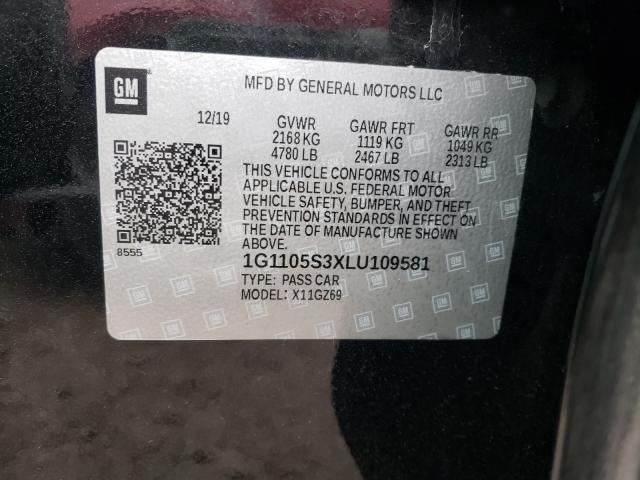 GM
MFD BY GENERAL MOTORS LLC
12/19 GVWR GAWR FRT GAWR RR
2168 KG 1119 KG 1049 KG
4780 LB 2467 LB 2313 LB
THIS VEHICLE CONFORMS TO ALL
APPLICABLE U.S. FEDERAL MOTOR
VEHICLE SAFETY, BUMPER, AND THEFT
PREVENTION STANDARDS IN EFFECT ON
THE DATE OF MANUFACTURE SHOWN
ABOVE.
8555
1G1105S3XLU109581
TYPE: PASS CAR
MODEL: X11GZ69